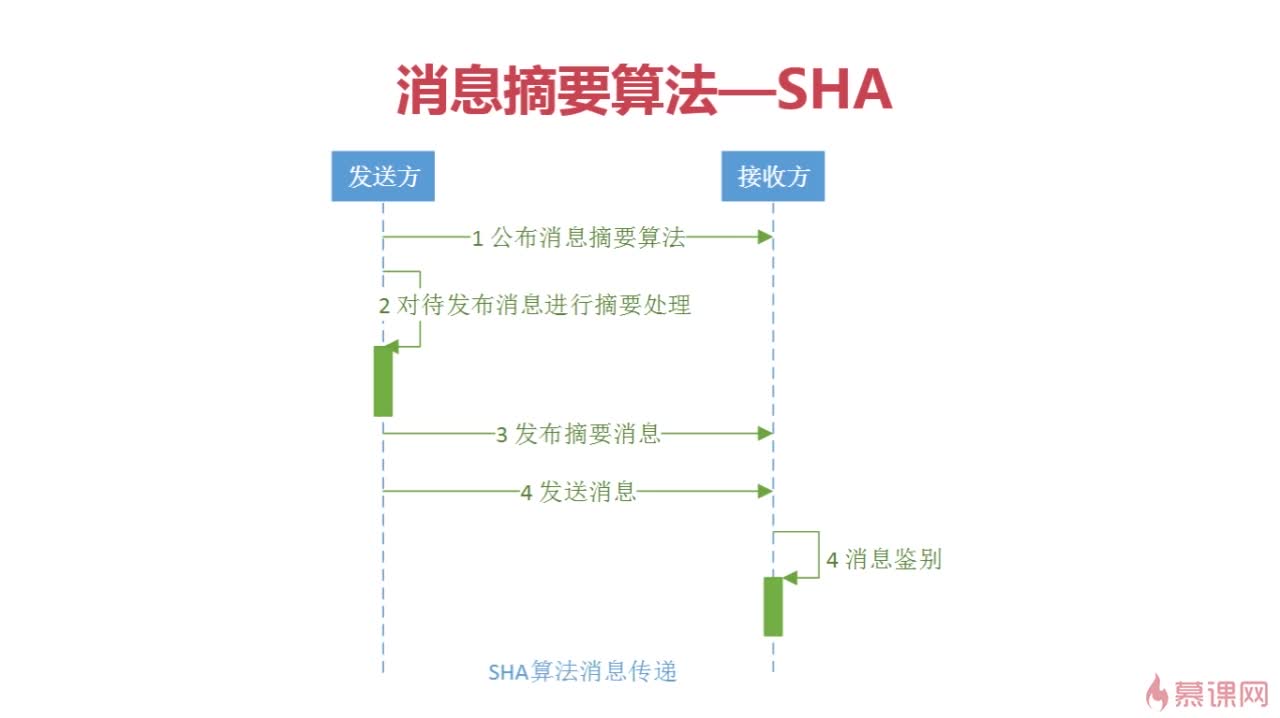 消息摘要算法—SHA
发送方
接收方
1 公布消息摘要算法
2 对待发布消息进行摘要处理
3 发布摘要消息
4 发送消息
4 消息鉴别
SHA算法消息传递
慕课网